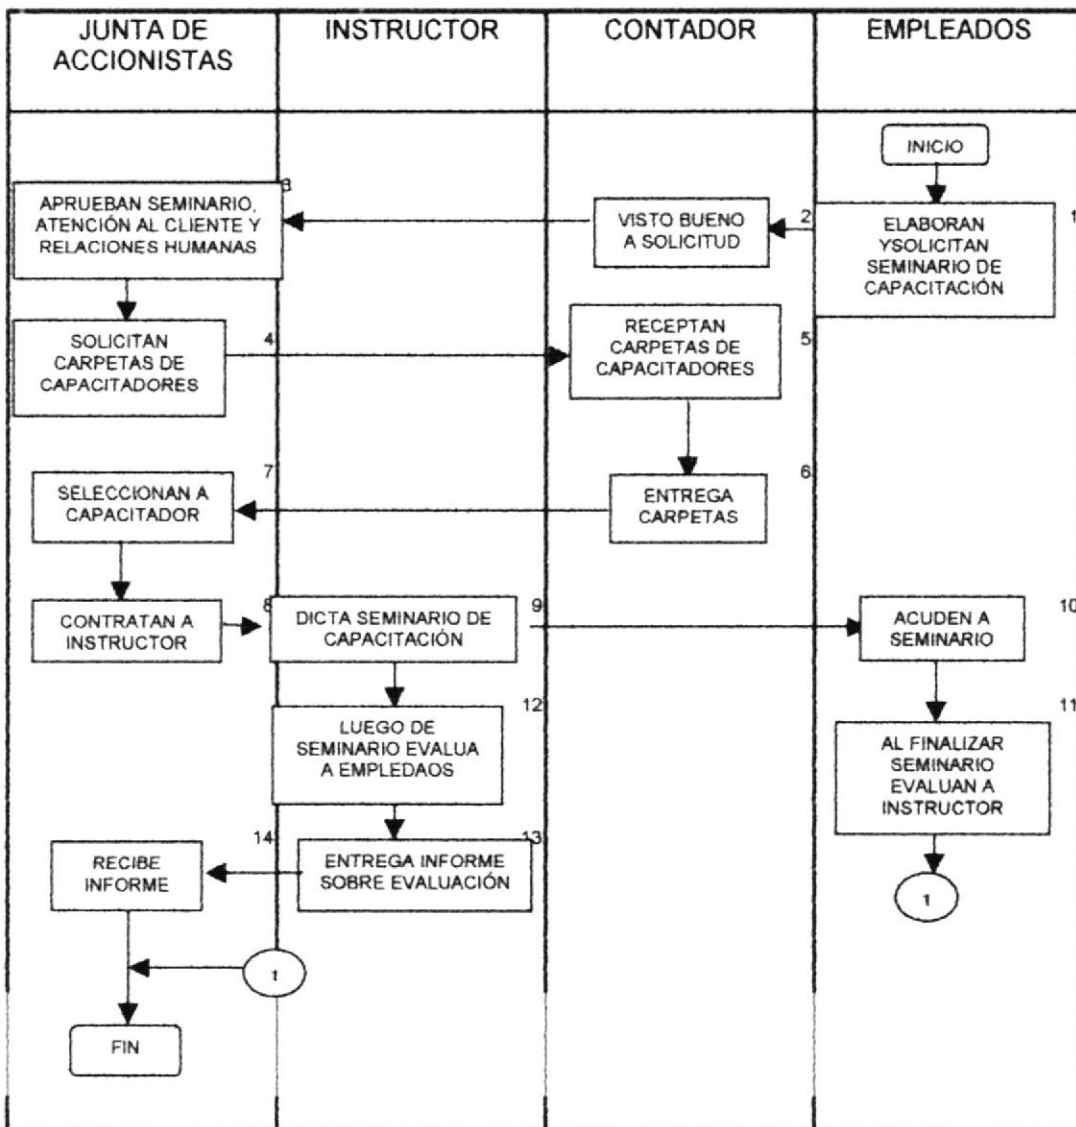 JUNTA DE
ACCIONISTAS
INSTRUCTOR
CONTADOR
EMPLEADOS
INICIO
3
APRUEBAN SEMINARIO,
ATENCIÓN AL CLIENTE Y
RELACIONES HUMANAS
2
VISTO BUENO
A SOLICITUD
1
ELABORAN
YSOLICITAN
SEMINARIO DE
CAPACITACIÓN
4
SOLICITAN
CARPETAS DE
CAPACITADORES
5
RECEPTAN
CARPETAS DE
CAPACITADORES
7
SELECCIONAN A
CAPACITADOR
6
ENTREGA
CARPETAS
8
CONTRATAN A
INSTRUCTOR
9
DICTA SEMINARIO DE
CAPACITACIÓN
10
ACUDEN A
SEMINARIO
12
LUEGO DE
SEMINARIO EVALUA
A EMPLEDAOS
11
AL FINALIZAR
SEMINARIO
EVALUAN A
INSTRUCTOR
14
RECIBE
INFORME
13
ENTREGA INFORME
SOBRE EVALUACIÓN
1
1
FIN